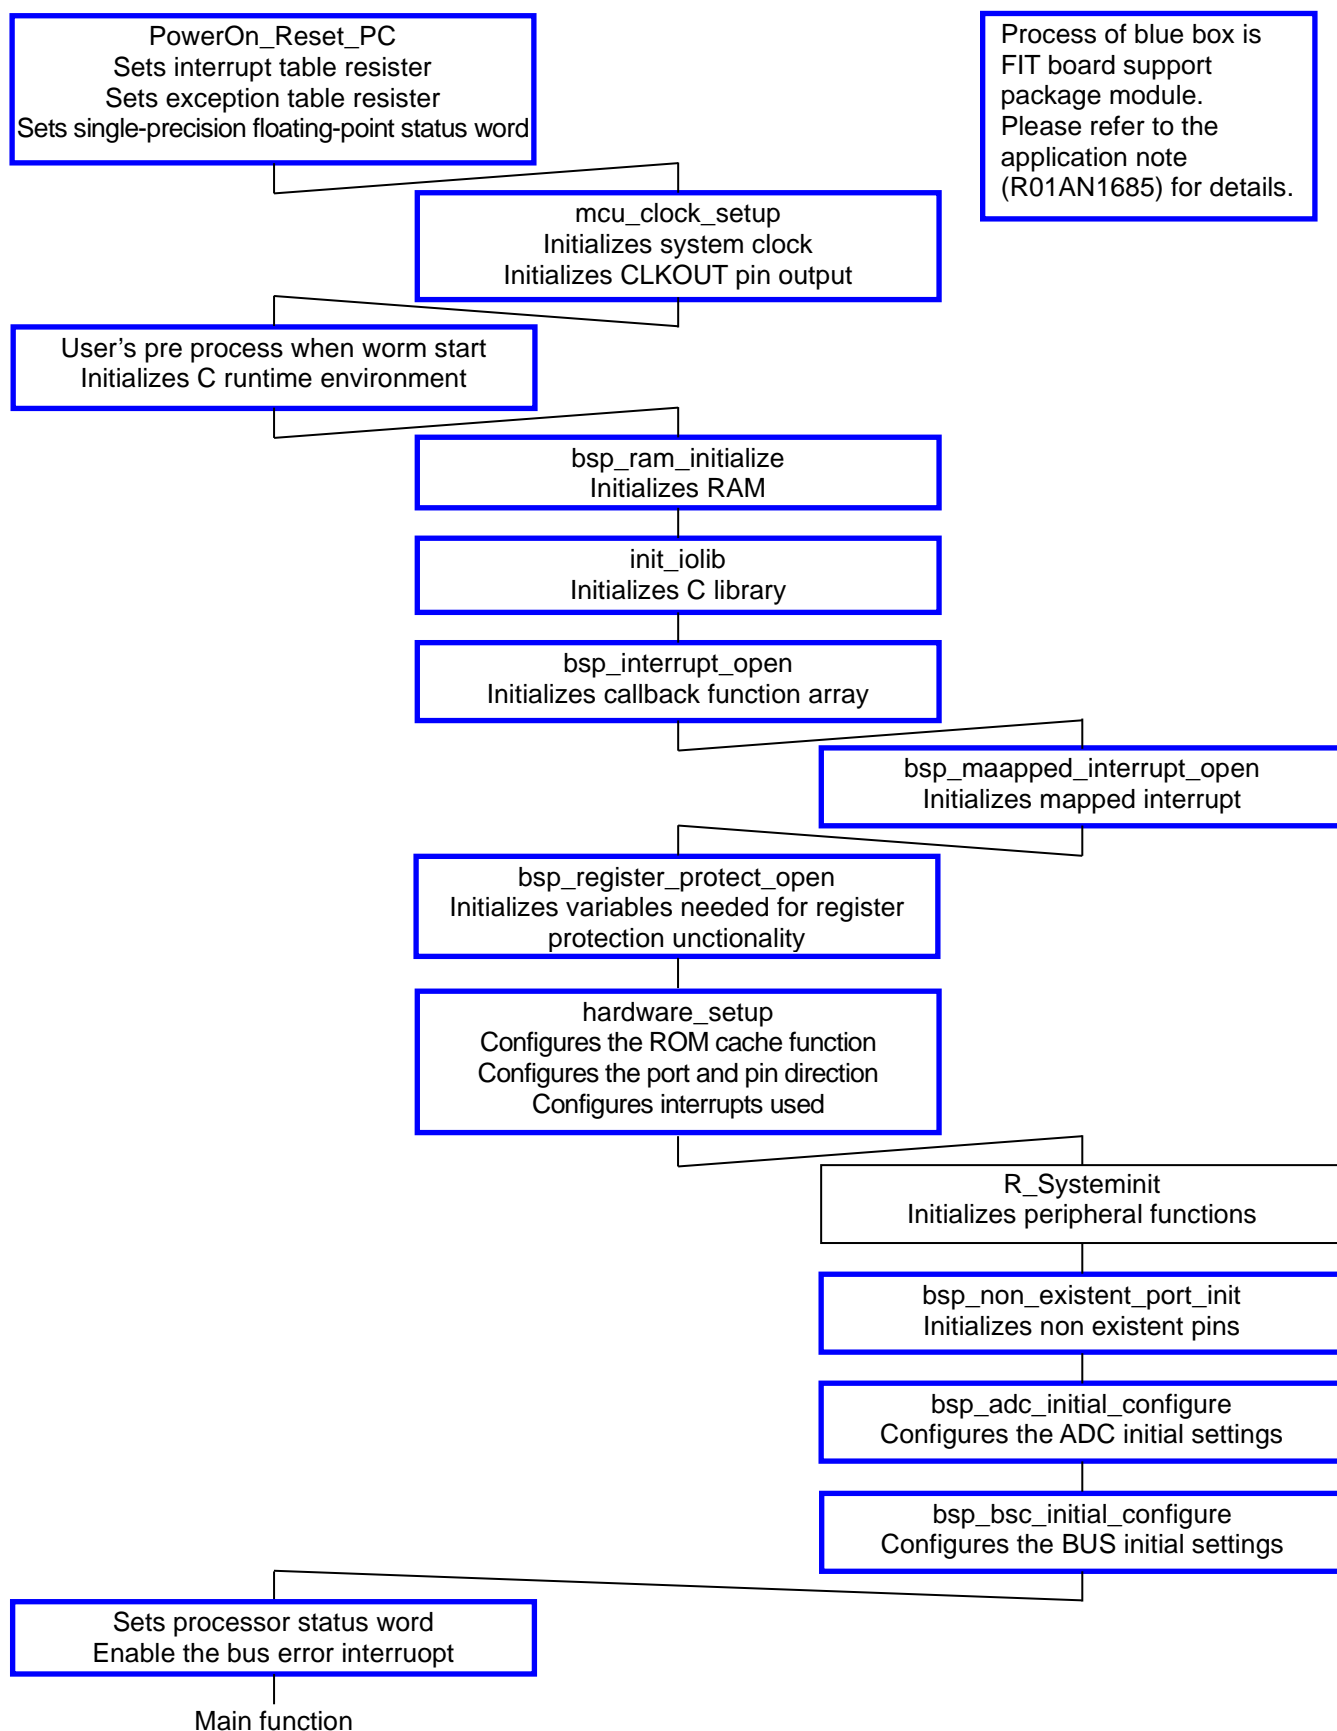 PowerOn_Reset_PC
Sets interrupt table resister
Sets exception table resister
Sets single-precision floating-point status word
Process of blue box is
FIT board support
package module.
Please refer to the
application note
(R01AN1685) for details.
mcu_clock_setup
Initializes system clock
Initializes CLKOUT pin output
User’s pre process when worm start
Initializes C runtime environment
bsp_ram_initialize
Initializes RAM
init_iolib
Initializes C library
bsp_interrupt_open
Initializes callback function array
bsp_maapped_interrupt_open
Initializes mapped interrupt
bsp_register_protect_open
Initializes variables needed for register
protection unctionality
hardware_setup
Configures the ROM cache function
Configures the port and pin direction
Configures interrupts used
R_Systeminit
Initializes peripheral functions
bsp_non_existent_port_init
Initializes non existent pins
bsp_adc_initial_configure
Configures the ADC initial settings
bsp_bsc_initial_configure
Configures the BUS initial settings
Sets processor status word
Enable the bus error interruopt
Main function